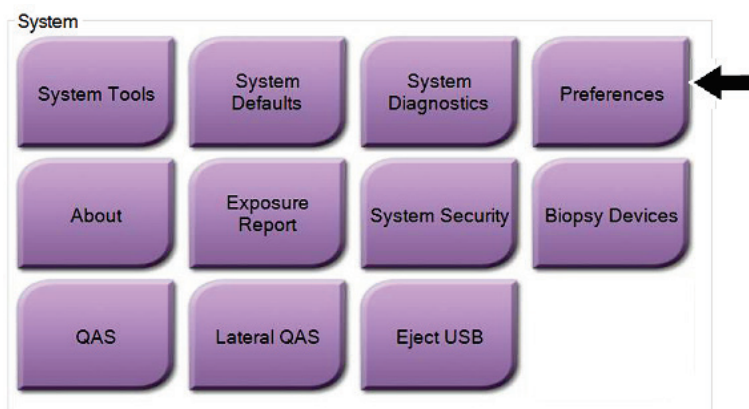 System
System Tools
System
Defaults
System
Diagnostics
Preferences
About
Exposure
Report
System Security
Biopsy Devices
QAS
Lateral QAS
Eject USB